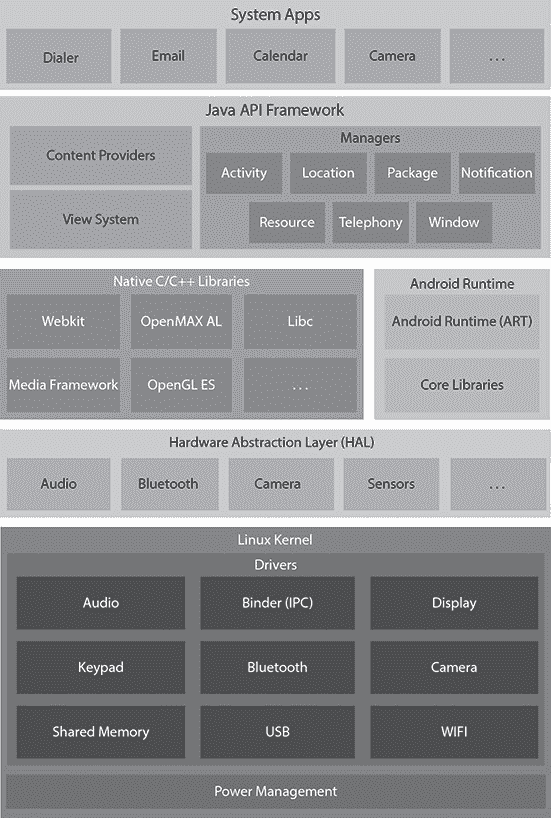 System Apps
Dialer Email Calendar Camera ...
Java API Framework
Content Providers
View System
Managers
Activity Location Package Notification
Resource Telephony Window
Native C/C++ Libraries
Webkit OpenMAX AL Libc
Media Framework OpenGL ES ...
Android Runtime
Android Runtime (ART)
Core Libraries
Hardware Abstraction Layer (HAL)
Audio Bluetooth Camera Sensors ...
Linux Kernel
Drivers
Audio Binder (IPC) Display
Keypad Bluetooth Camera
Shared Memory USB WIFI
Power Management